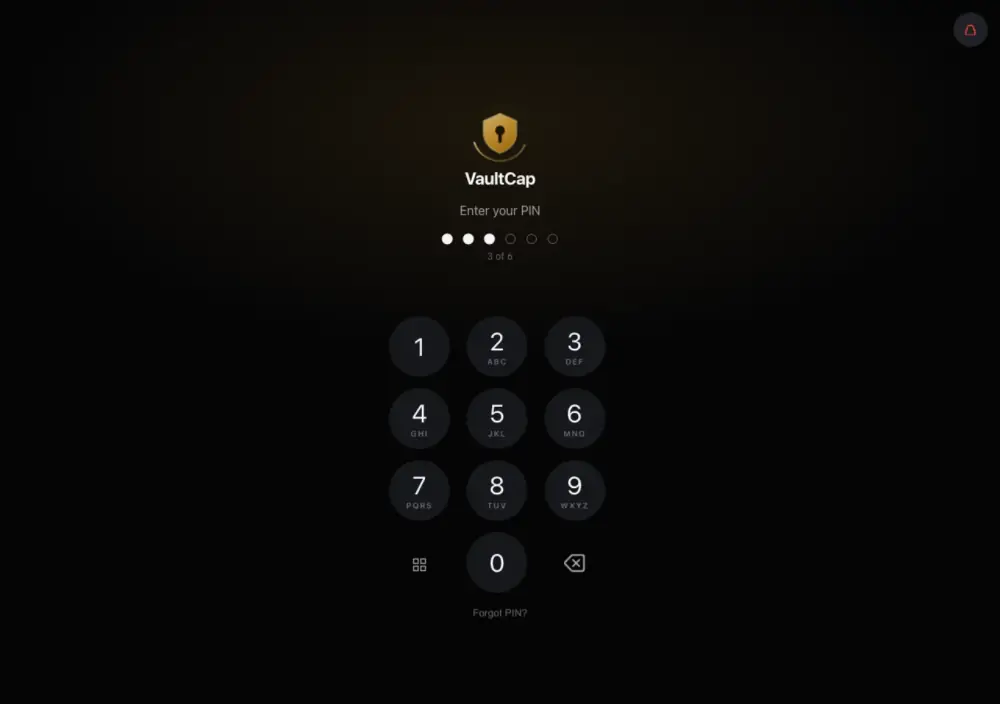 VaultCap
Enter your PIN
3 of 6
1 2 3
ABC DEF
4 5 6
GHI JKL MNO
7 8 9
PQRS TUV WXYZ
0
Forgot PIN?